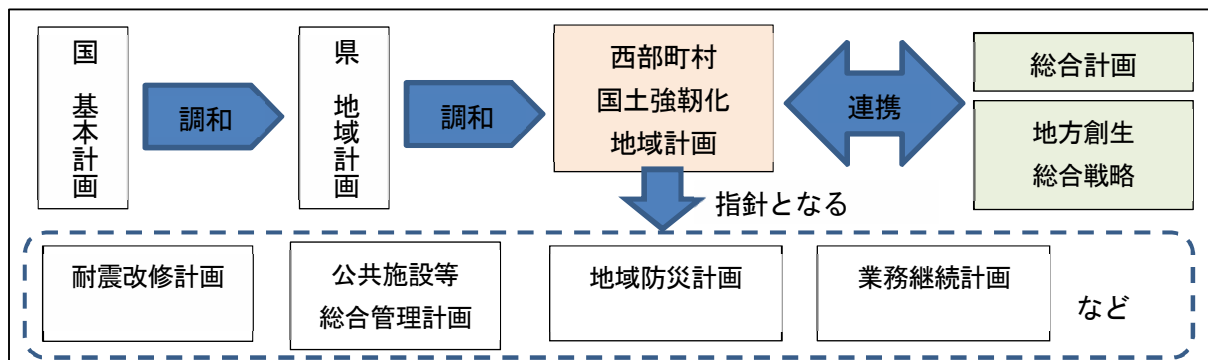 国　基本計画
調和
県　地域計画
調和
西部町村
国土強靭化
地域計画
連携
総合計画
地方創生
総合戦略
指針となる
耐震改修計画
公共施設等
総合管理計画
地域防災計画
業務継続計画
など